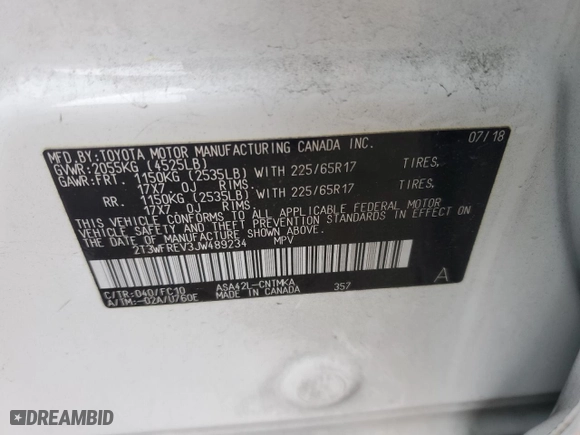 MFD.BY:TOYOTA MOTOR MANUFACTURING CANADA INC. 07/18
GVWR:2055KG (4525LB)
GAWR:FRT. 1150KG (2535LB) WITH 225/65R17 TIRES.
17X7 OJ RIMS.
RR. 1150KG (2535LB) WITH 225/65R17 TIRES.
17X7 OJ RIMS.
THIS VEHICLE CONFORMS TO ALL APPLICABLE FEDERAL MOTOR
VEHICLE SAFETY AND THEFT PREVENTION STANDARDS IN EFFECT ON
THE DATE OF MANUFACTURE SHOWN ABOVE.
2T3WFREV3JW489234 MPV
C/TR:040/FC10 ASA42L-CNTMKA A
A/TM:-02A/U760E MADE IN CANADA 357
DREAMBID